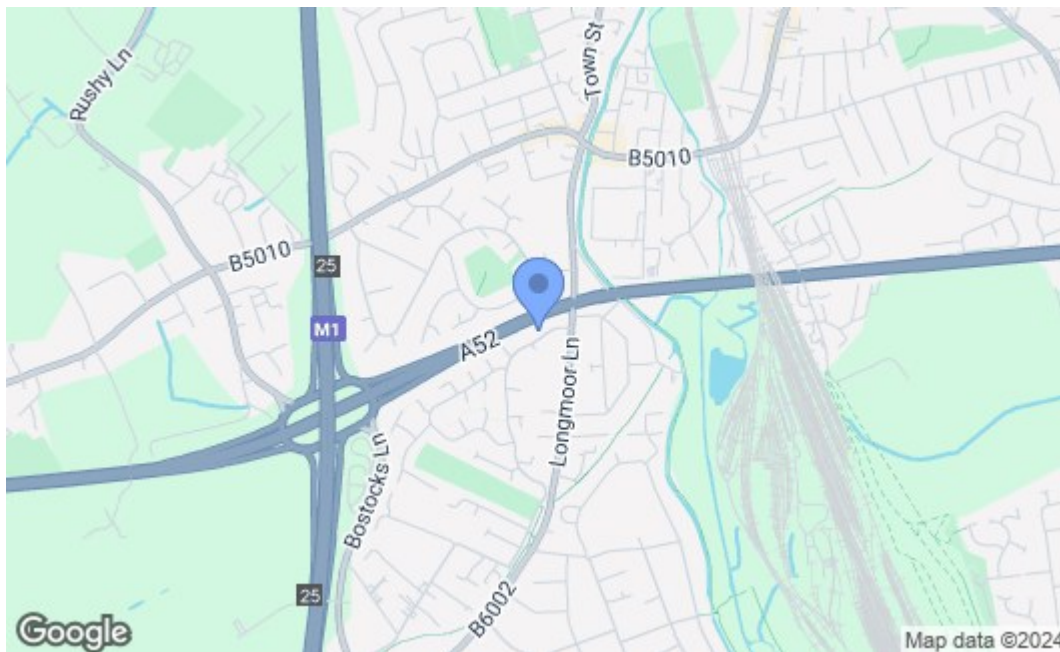 Rushy Ln
Town St
B5010
B5010
25
M1
A52
Longmoor Ln
Bostocks Ln
25
B6002
Google
Map data ©2024